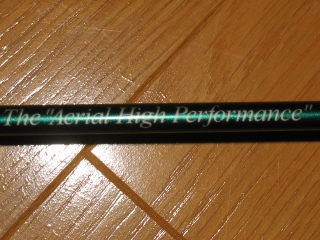 The "Aerial High Performance"